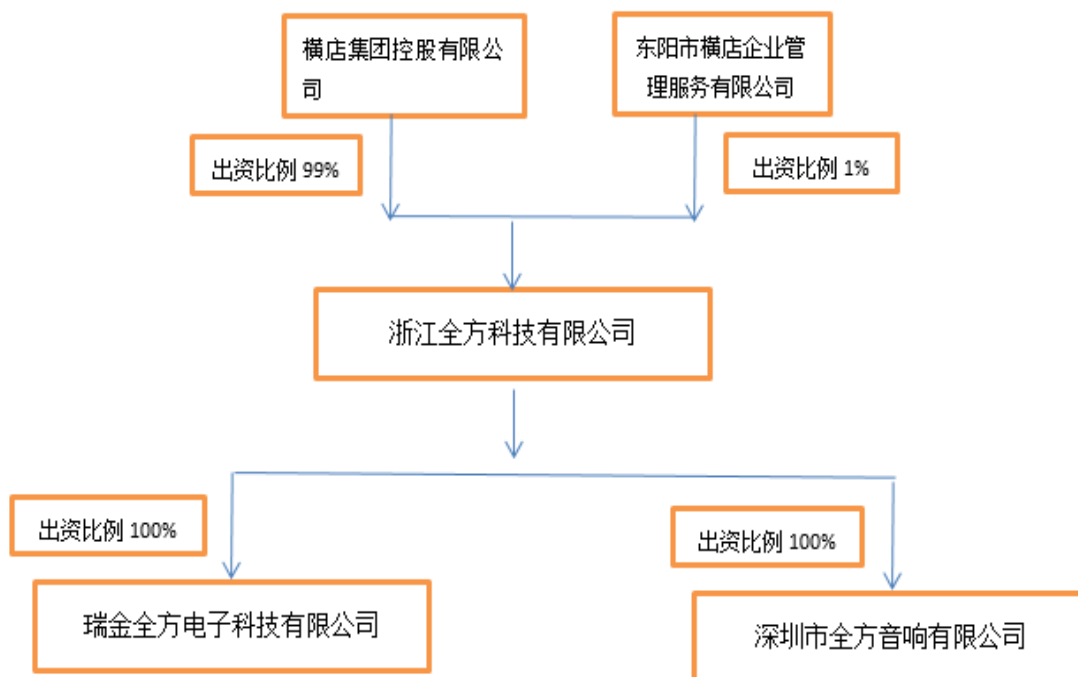 横店集团控股有限公
司
东阳市横店企业管
理服务有限公司
出资比例 99%
出资比例 1%
浙江全方科技有限公司
出资比例 100%
出资比例 100%
瑞金全方电子科技有限公司
深圳市全方音响有限公司